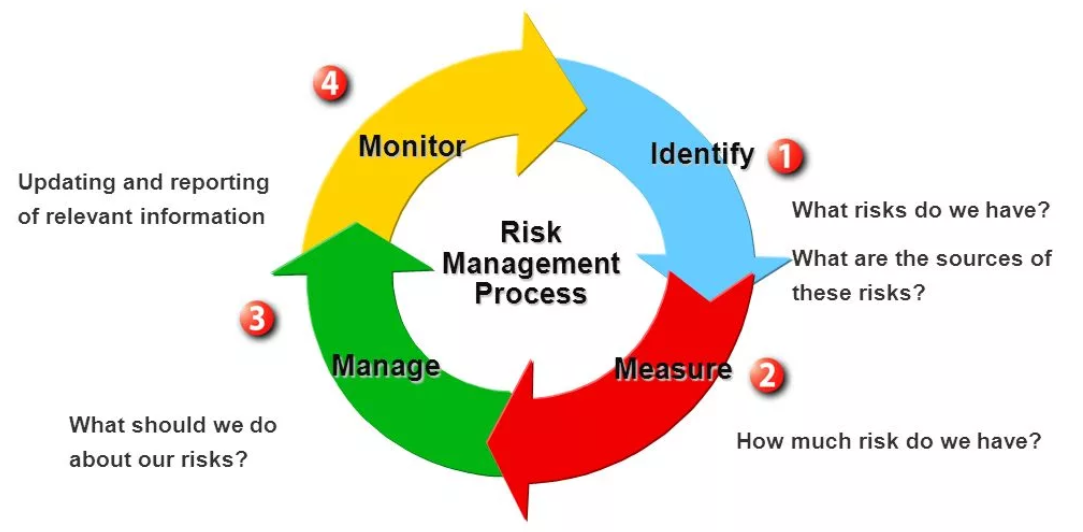 Risk
Management
Process
1
Identify
What risks do we have?
What are the sources of
these risks?
2
Measure
How much risk do we have?
3
Manage
What should we do
about our risks?
4
Monitor
Updating and reporting
of relevant information